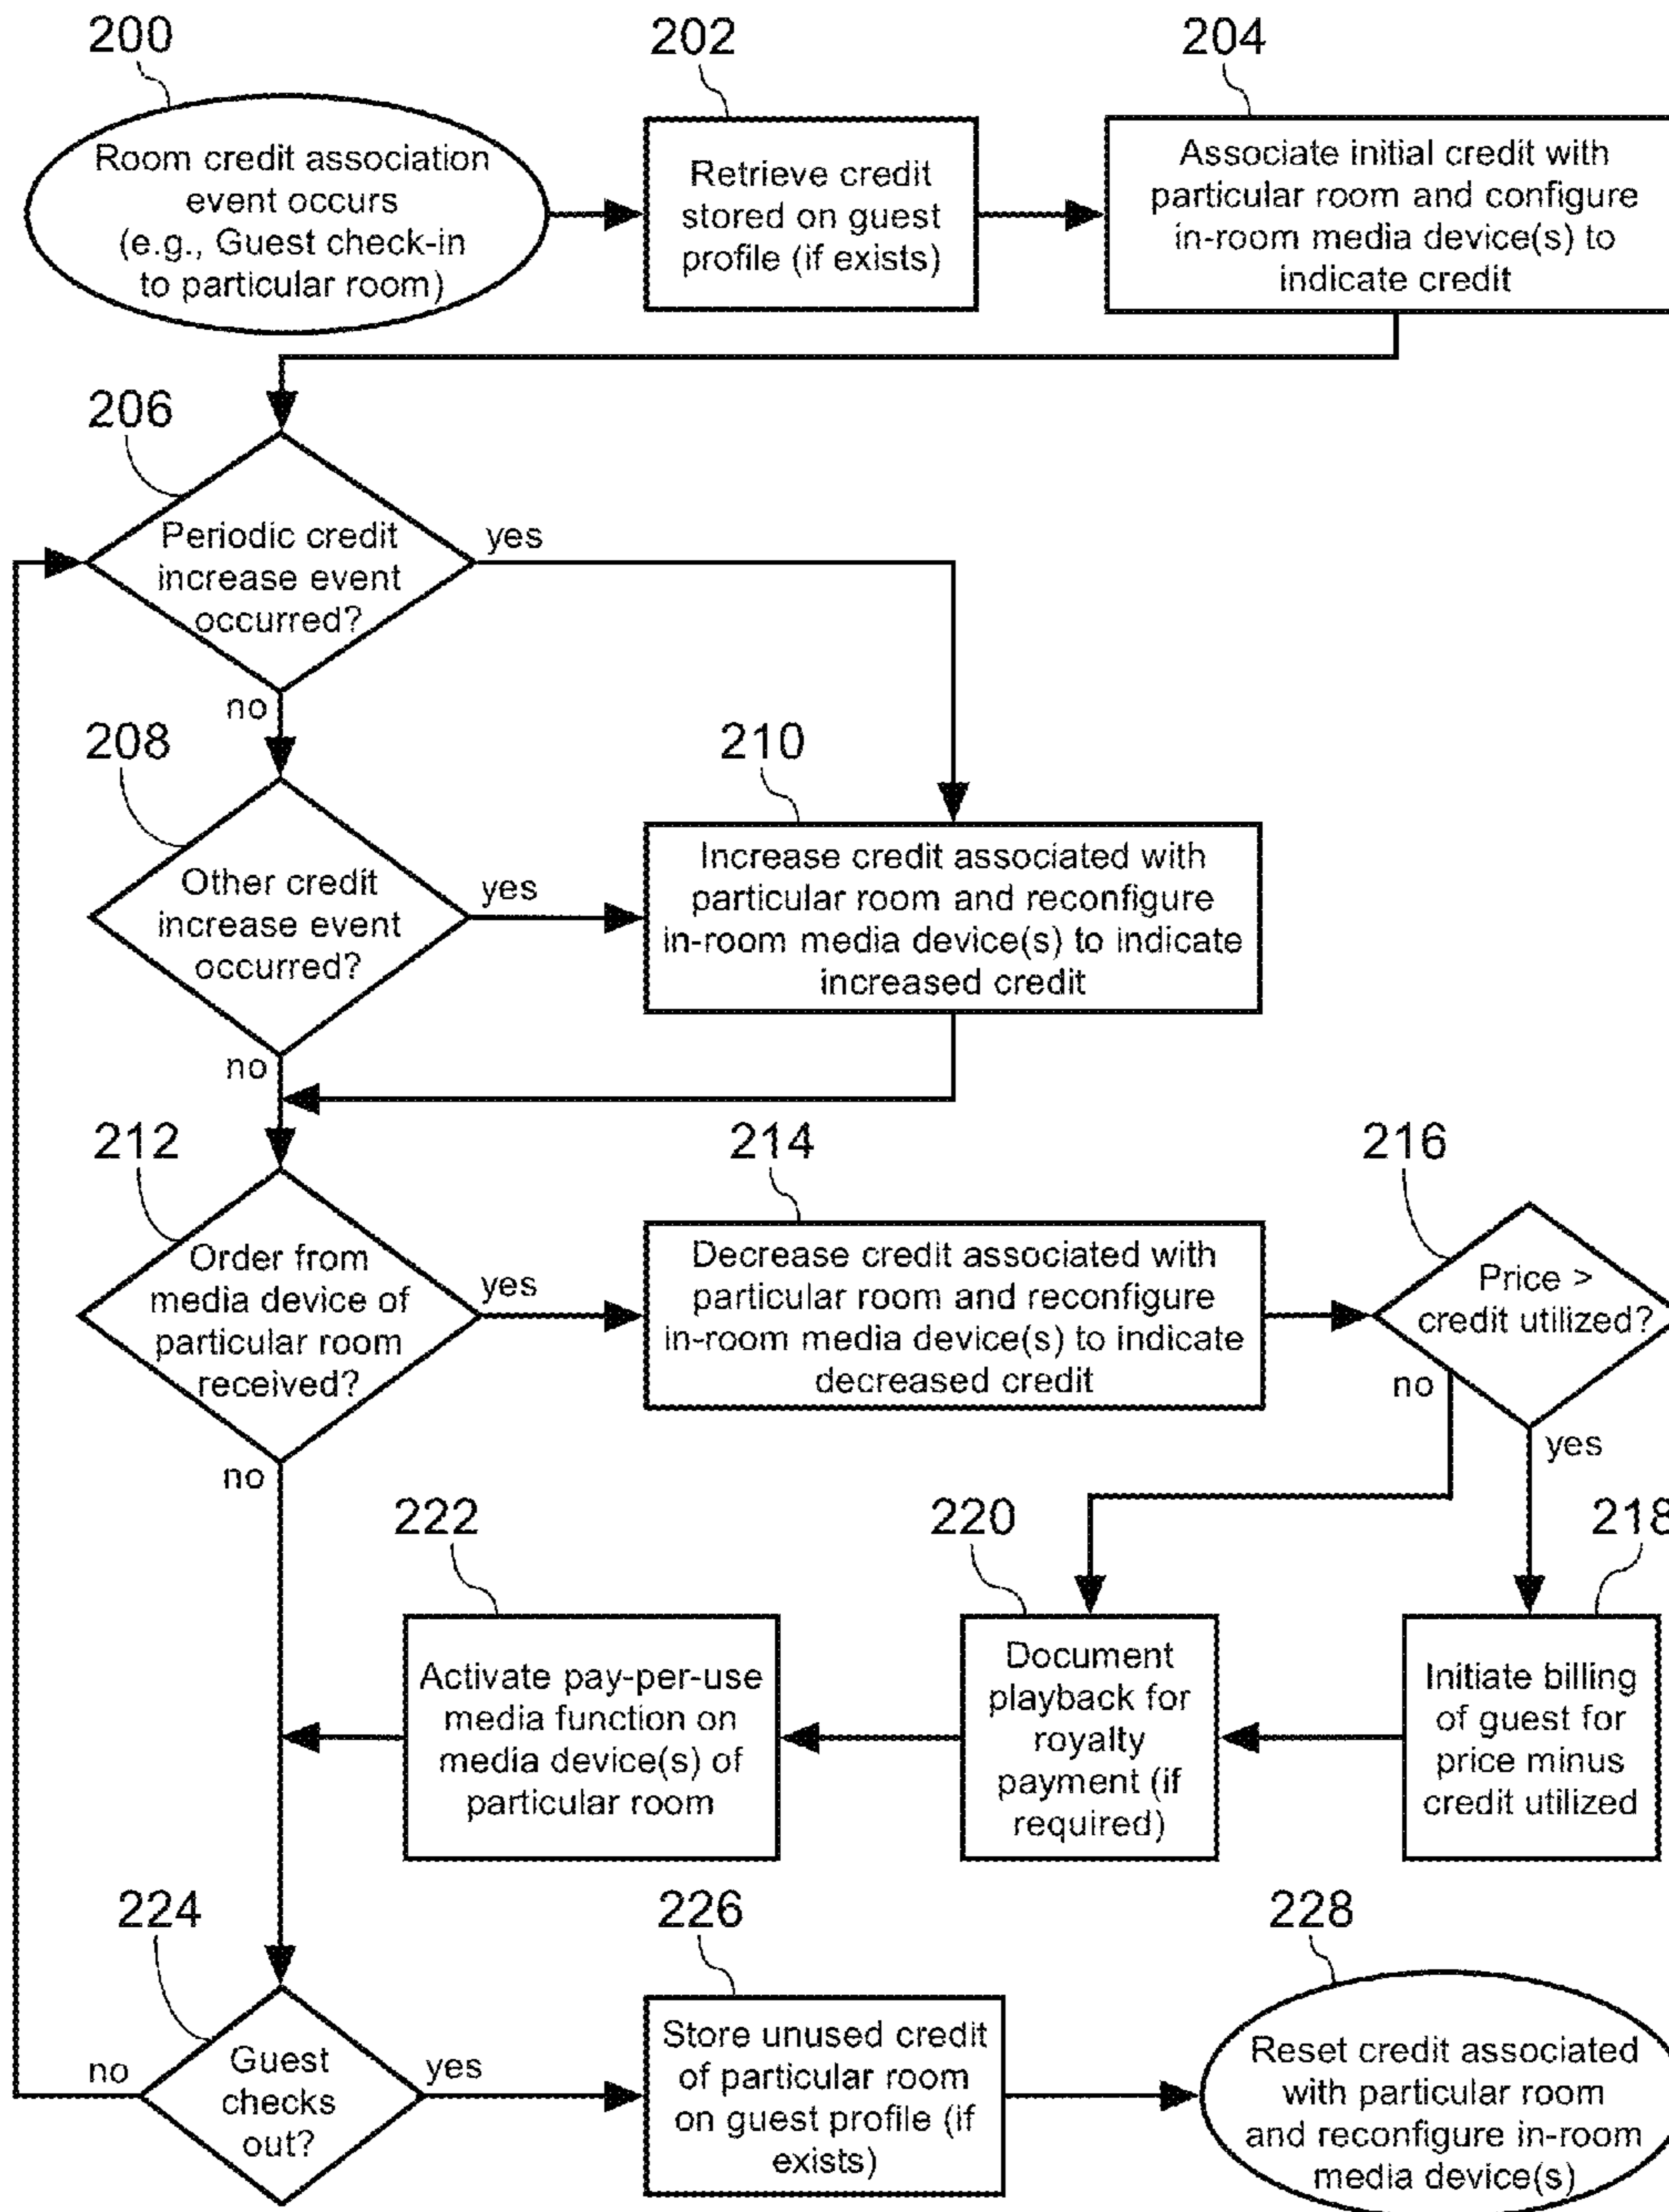 200
Room credit association
event occurs
(e.g., Guest check-in
to particular room)
202
Retrieve credit
stored on guest
profile (if exists)
204
Associate initial credit with
particular room and configure
in-room media device(s) to
indicate credit
206
Periodic credit
increase event
occurred?
yes
no
208
Other credit
increase event
occurred?
yes
no
210
Increase credit associated with
particular room and reconfigure
in-room media device(s) to indicate
increased credit
212
Order from
media device of
particular room
received?
yes
no
214
Decrease credit associated with
particular room and reconfigure
in-room media device(s) to indicate
decreased credit
216
Price >
credit utilized?
no
yes
218
Initiate billing
of guest for
price minus
credit utilized
220
Document
playback for
royalty
payment (if
required)
222
Activate pay-per-use
media function on
media device(s) of
particular room
224
Guest
checks
out?
no
yes
226
Store unused credit
of particular room
on guest profile (if
exists)
228
Reset credit associated
with particular room
and reconfigure in-room
media device(s)